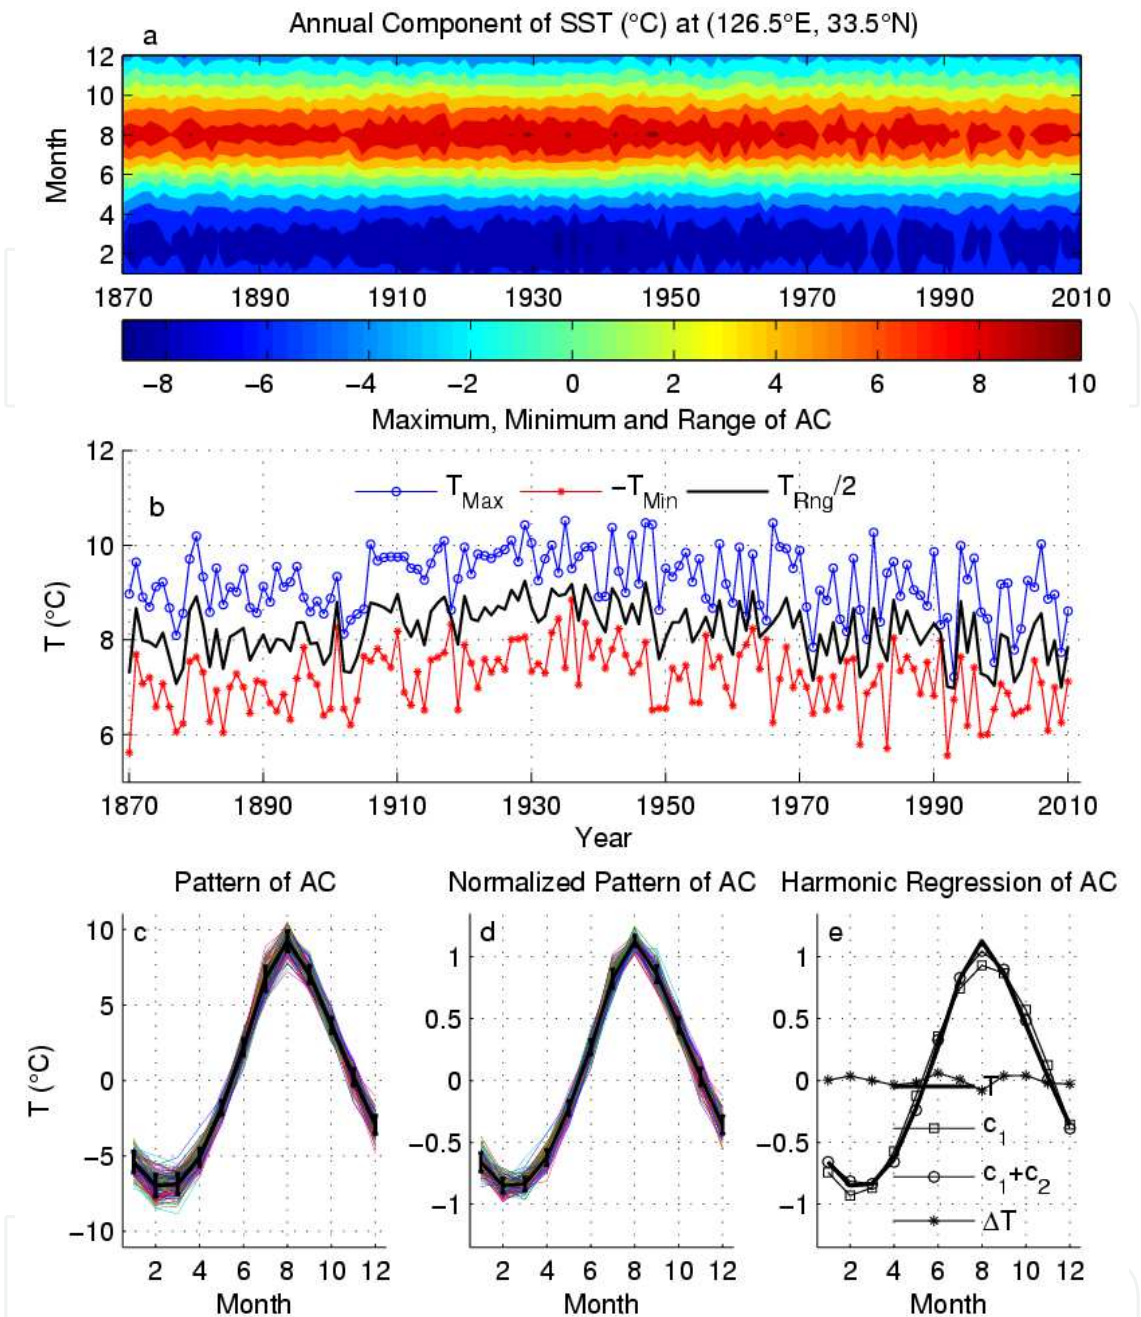 Annual Component of SST (°C) at (126.5°E, 33.5°N)
a
12
10
8
6
4
2
Month
1870 1890 1910 1930 1950 1970 1990 2010
−8 −6 −4 −2 0 2 4 6 8 10
Maximum, Minimum and Range of AC
12
10
8
6
T (°C)
b
T_Max −T_Min T_Rng/2
1870 1890 1910 1930 1950 1970 1990 2010
Year
Pattern of AC
c
10
5
0
−5
−10
T (°C)
2 4 6 8 10 12
Month
Normalized Pattern of AC
d
1
0.5
0
−0.5
−1
2 4 6 8 10 12
Month
Harmonic Regression of AC
e
1
0.5
0
−0.5
−1
T
c_1
c_1+c_2
ΔT
2 4 6 8 10 12
Month